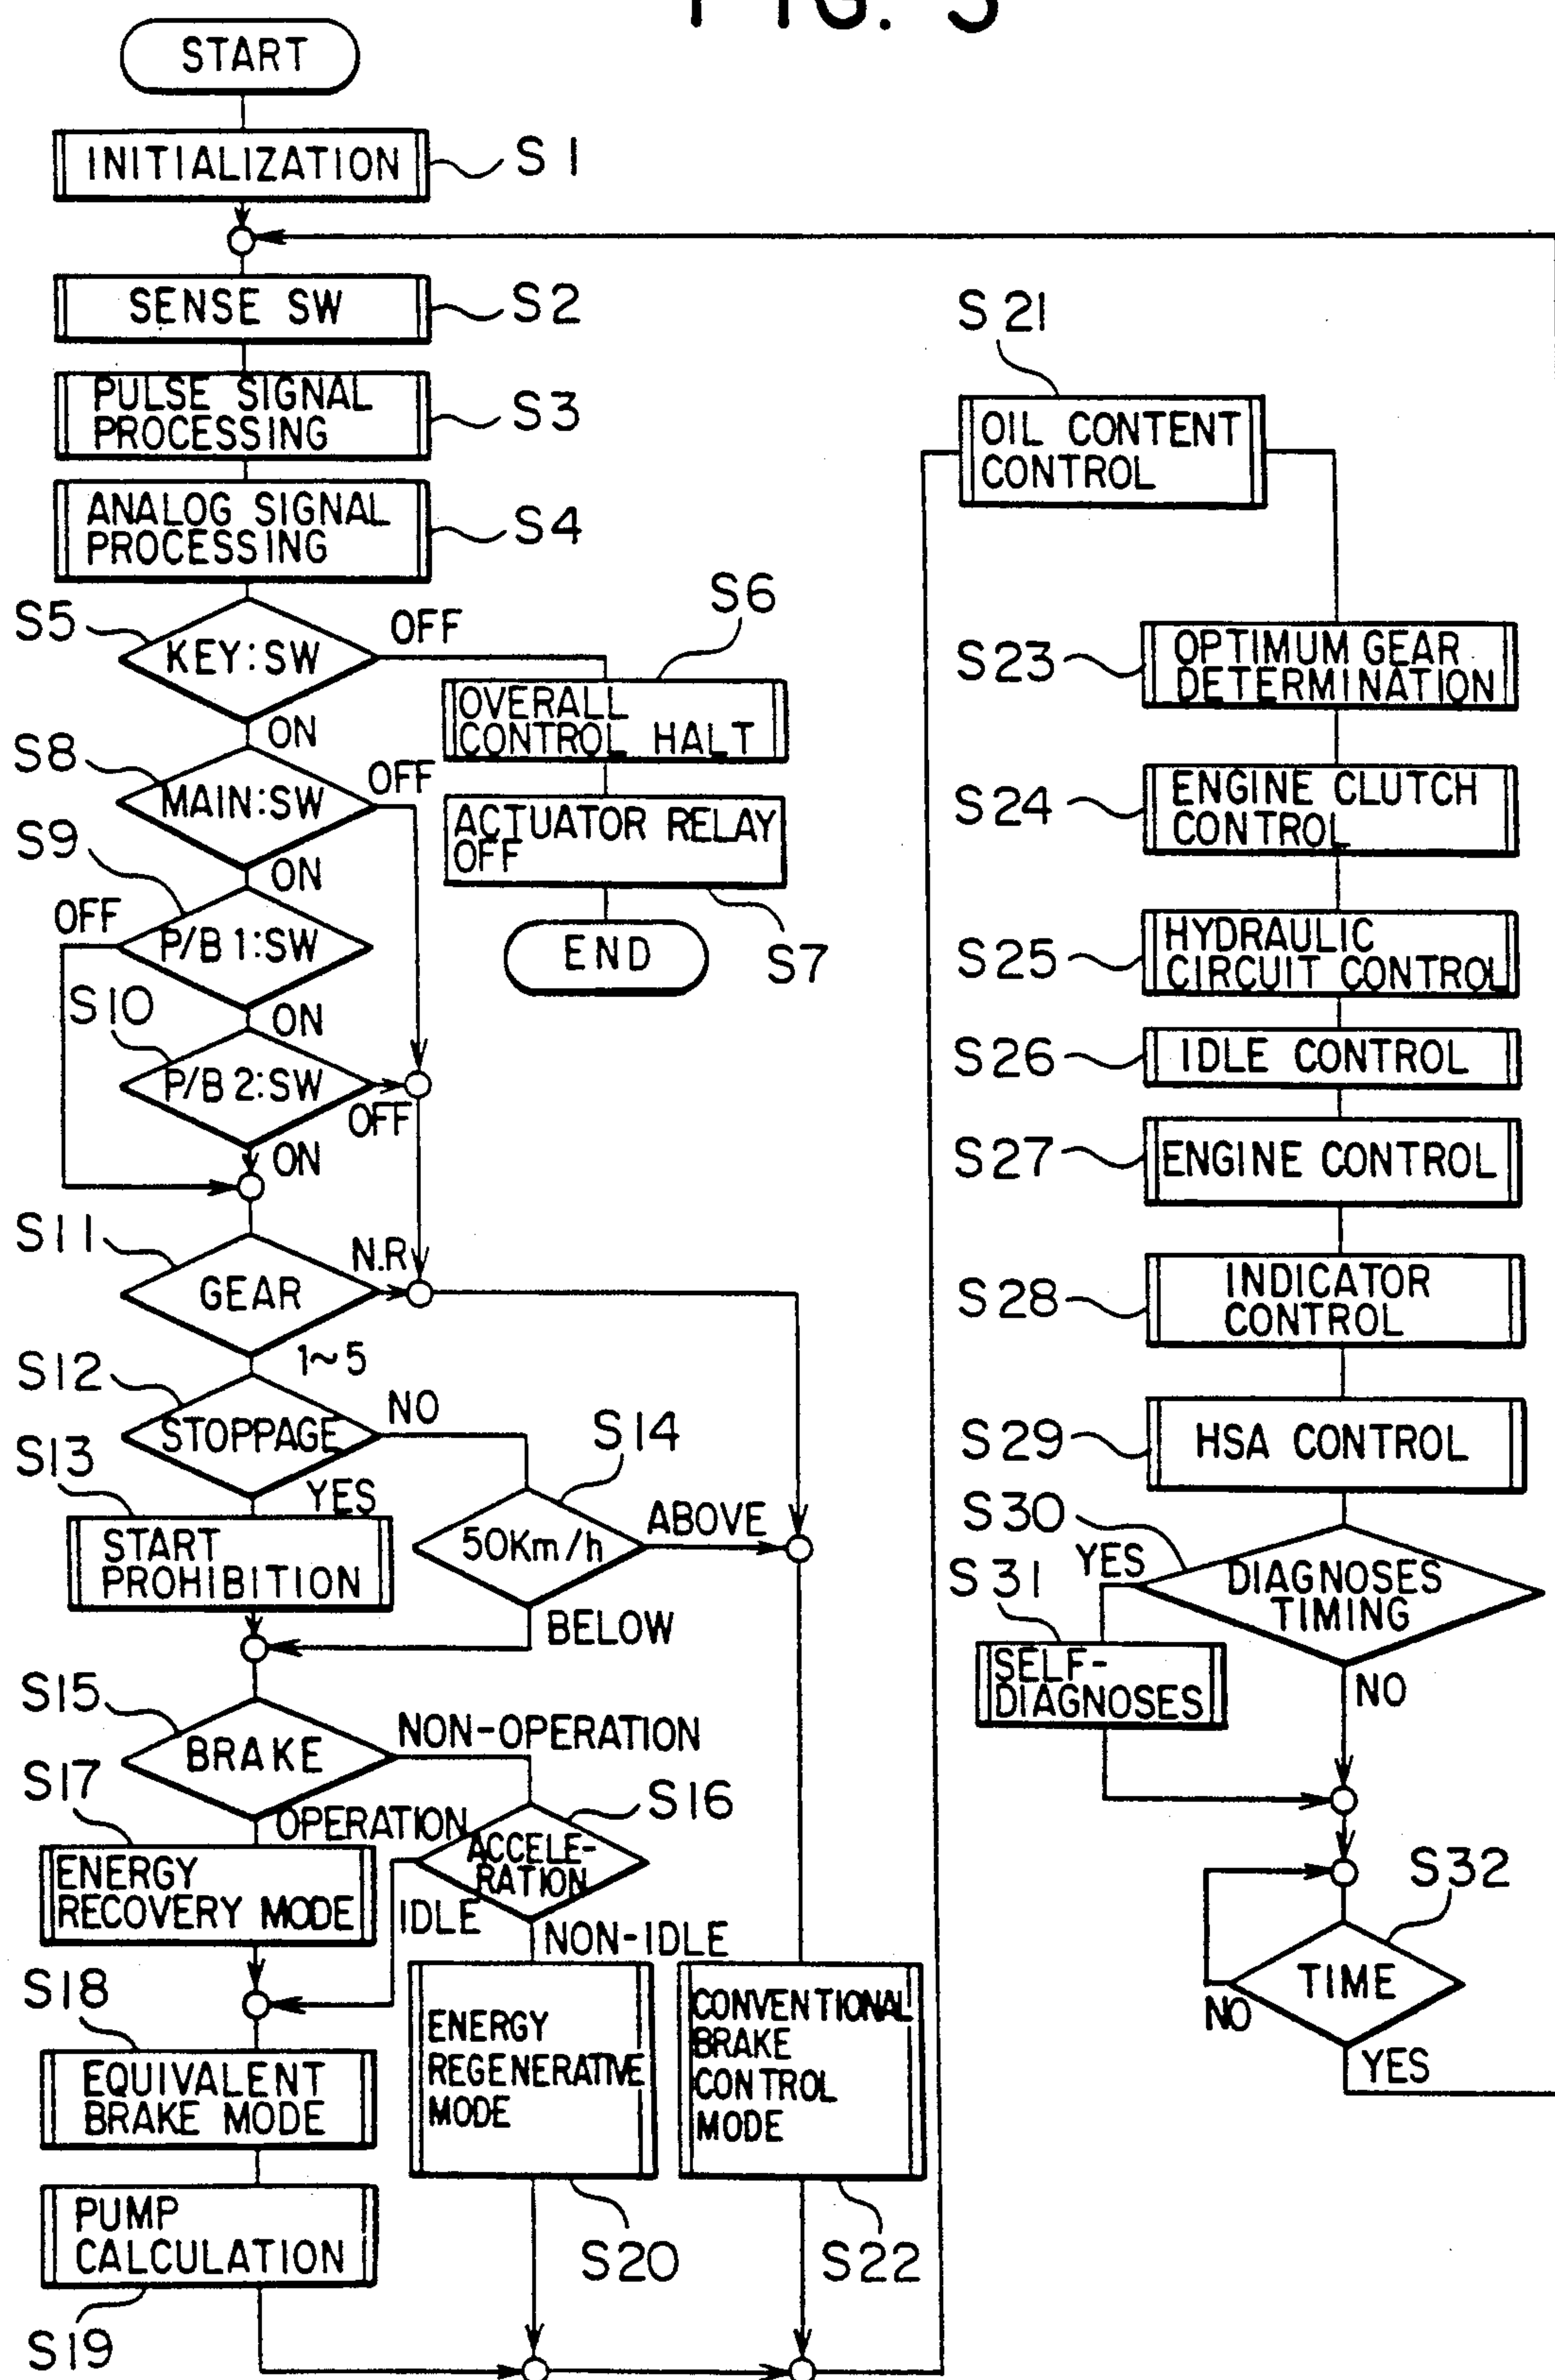 FIG. 5
START
INITIALIZATION
S1
SENSE SW
S2
PULSE SIGNAL
PROCESSING
S3
ANALOG SIGNAL
PROCESSING
S4
S5
KEY:SW
OFF
ON
S6
OVERALL
CONTROL HALT
ACTUATOR RELAY
OFF
S7
END
S8
MAIN:SW
OFF
ON
S9
OFF
P/B 1:SW
ON
S10
P/B 2:SW
OFF
ON
S11
GEAR
N.R
1~5
S12
STOPPAGE
NO
YES
S13
START
PROHIBITION
S14
50Km/h
ABOVE
BELOW
S15
BRAKE
NON-OPERATION
OPERATION
S16
ACCELE-
RATION
IDLE
NON-IDLE
S17
ENERGY
RECOVERY MODE
S18
EQUIVALENT
BRAKE MODE
PUMP
CALCULATION
S19
ENERGY
REGENERATIVE
MODE
S20
CONVENTIONAL
BRAKE
CONTROL
MODE
S22
S21
OIL CONTENT
CONTROL
S23
OPTIMUM GEAR
DETERMINATION
S24
ENGINE CLUTCH
CONTROL
S25
HYDRAULIC
CIRCUIT CONTROL
S26
IDLE CONTROL
S27
ENGINE CONTROL
S28
INDICATOR
CONTROL
S29
HSA CONTROL
S30
DIAGNOSES
TIMING
YES
NO
S31
SELF-
DIAGNOSES
S32
TIME
NO
YES